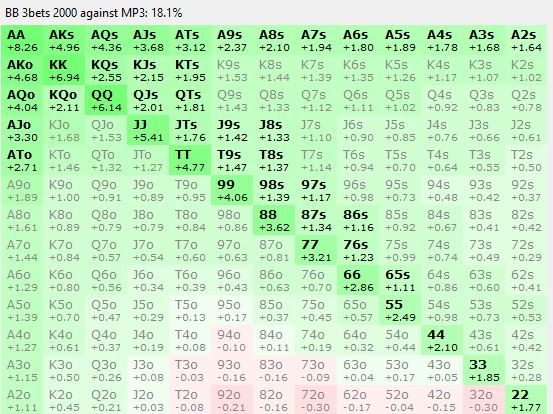 BB 3bets 2000 against MP3: 18.1%
AA AKs AQs AJs ATs A9s A8s A7s A6s A5s A4s A3s A2s
+8.26 +4.96 +4.36 +3.68 +3.12 +2.37 +2.10 +1.94 +1.80 +1.89 +1.78 +1.68 +1.64
AKo KK KQs KJs KTs K9s K8s K7s K6s K5s K4s K3s K2s
+4.68 +6.94 +2.55 +2.15 +1.95 +1.53 +1.44 +1.39 +1.35 +1.26 +1.17 +1.07 +1.02
AQo KQo QQ QJs QTs Q9s Q8s Q7s Q6s Q5s Q4s Q3s Q2s
+4.04 +2.11 +6.14 +2.01 +1.81 +1.43 +1.33 +1.12 +1.11 +1.02 +0.92 +0.83 +0.78
AJo KJo QJo JJ JTs J9s J8s J7s J6s J5s J4s J3s J2s
+3.30 +1.68 +1.53 +5.41 +1.76 +1.42 +1.33 +1.10 +0.90 +0.85 +0.76 +0.66 +0.61
ATo KTo QTo JTo TT T9s T8s T7s T6s T5s T4s T3s T2s
+2.71 +1.46 +1.32 +1.27 +4.77 +1.47 +1.37 +1.14 +0.94 +0.70 +0.64 +0.55 +0.50
A9o K9o Q9o J9o T9o 99 98s 97s 96s 95s 94s 93s 92s
+1.89 +1.00 +0.91 +0.89 +0.95 +4.06 +1.39 +1.17 +0.98 +0.73 +0.48 +0.42 +0.37
A8o K8o Q8o J8o T8o 98o 88 87s 86s 85s 84s 83s 82s
+1.61 +0.89 +0.79 +0.79 +0.84 +0.86 +3.62 +1.34 +1.16 +0.92 +0.67 +0.41 +0.42
A7o K7o Q7o J7o T7o 97o 87o 77 76s 75s 74s 73s 72s
+1.44 +0.84 +0.57 +0.54 +0.60 +0.63 +0.81 +3.21 +1.23 +0.99 +0.74 +0.49 +0.29
A6o K6o Q6o J6o T6o 96o 86o 76o 66 65s 64s 63s 62s
+1.29 +0.80 +0.56 +0.34 +0.39 +0.43 +0.63 +0.70 +2.86 +1.11 +0.86 +0.60 +0.41
A5o K5o Q5o J5o T5o 95o 85o 75o 65o 55 54s 53s 52s
+1.39 +0.70 +0.47 +0.29 +0.13 +0.17 +0.37 +0.45 +0.57 +2.49 +0.98 +0.73 +0.53
A4o K4o Q4o J4o T4o 94o 84o 74o 64o 54o 44 43s 42s
+1.27 +0.61 +0.37 +0.19 +0.08 -0.10 +0.11 +0.19 +0.32 +0.44 +2.10 +0.61 +0.42
A3o K3o Q3o J3o T3o 93o 83o 73o 63o 53o 43o 33 32s
+1.15 +0.50 +0.26 +0.08 -0.03 -0.16 -0.16 -0.09 +0.04 +0.17 +0.05 +1.85 +0.28
A2o K2o Q2o J2o T2o 92o 82o 72o 62o 52o 42o 32o 22
+1.11 +0.45 +0.21 +0.03 -0.08 -0.21 -0.16 -0.30 -0.17 -0.04 -0.15 -0.30 +1.77